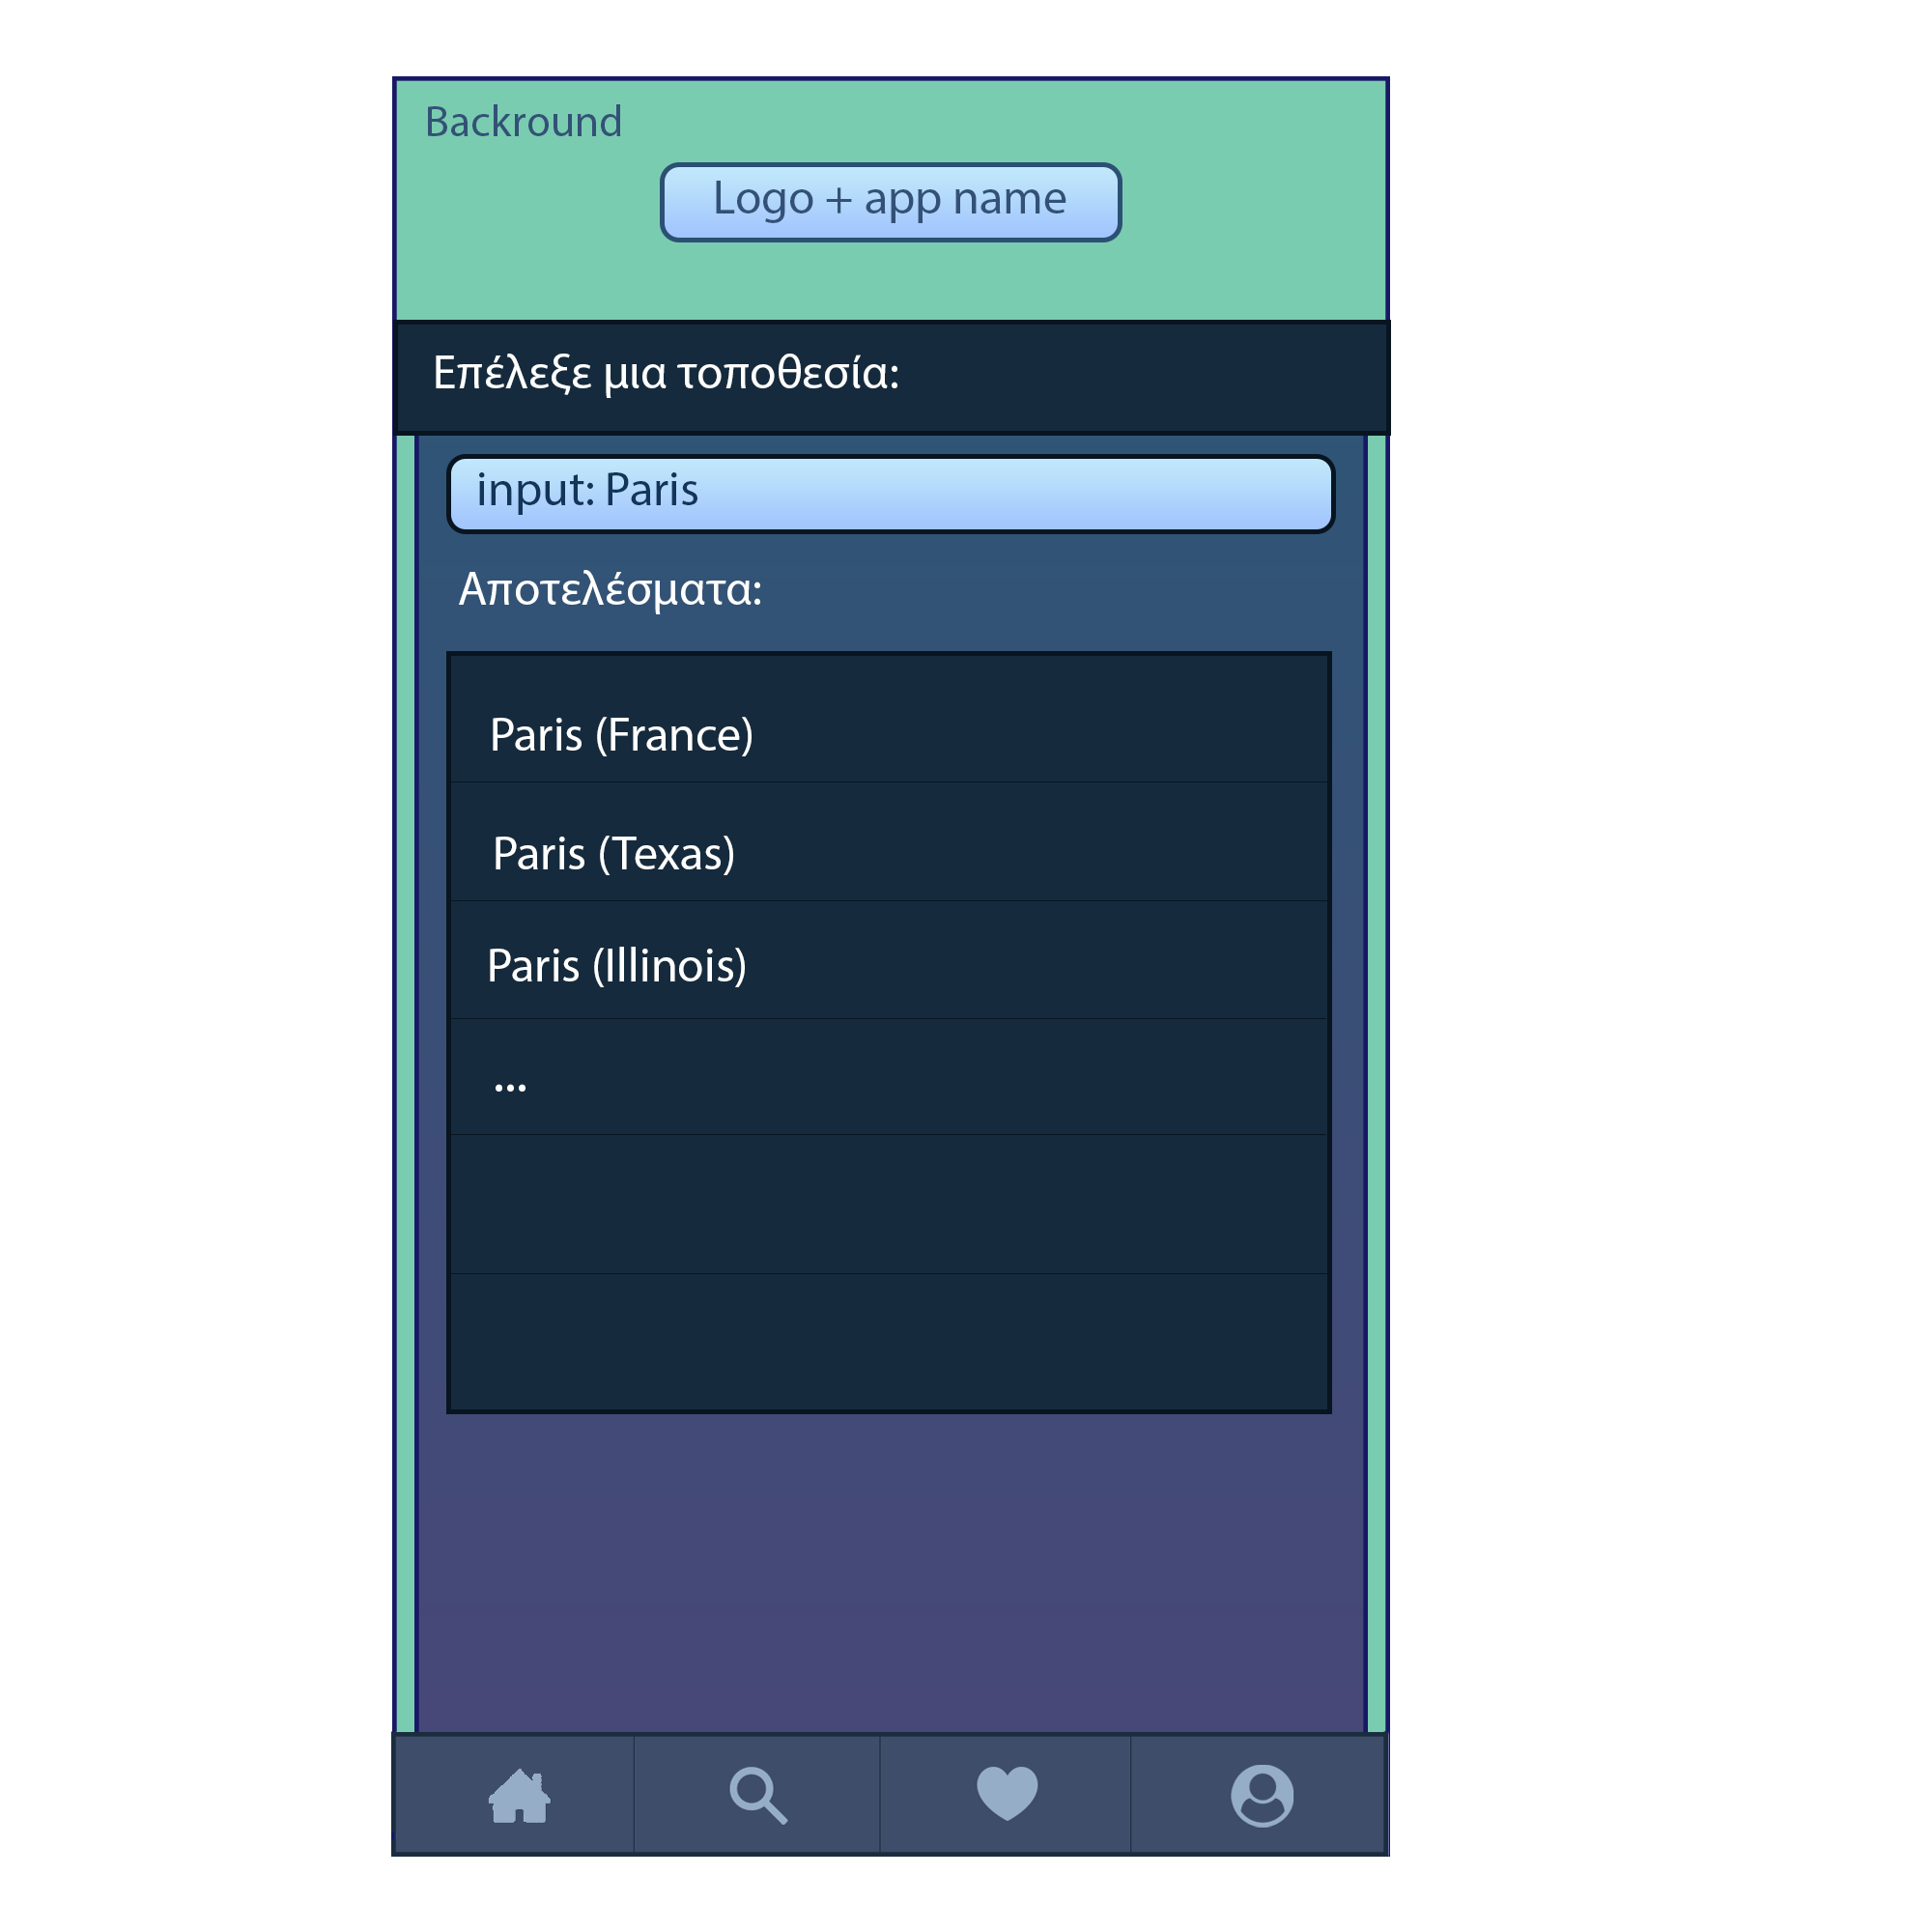 Backround
Logo + app name
Επέλεξε μια τοποθεσία:
input: Paris
Αποτελέσματα:
Paris (France)
Paris (Texas)
Paris (Illinois)
...